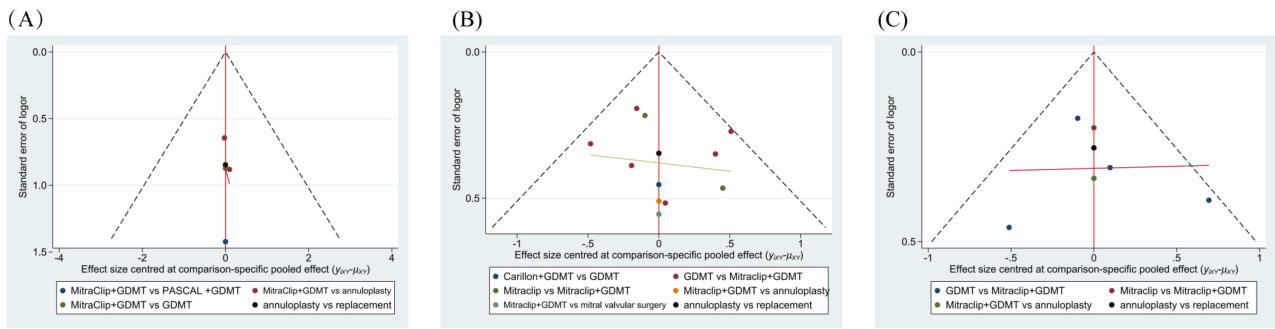 (A)
(B)
(C)
0.0
0.5
1.0
1.5
Standard error of logor
-4
-2
0
2
4
Effect size centred at comparison-specific pooled effect (yᵢXY-μXY)
MitraClip+GDMT vs PASCAL +GDMT
MitraClip+GDMT vs annuloplasty
MitraClip+GDMT vs GDMT
annuloplasty vs replacement
0.0
0.5
Standard error of logor
-1
-.5
0
.5
1
Effect size centred at comparison-specific pooled effect (yᵢXY-μXY)
Carillon+GDMT vs GDMT
GDMT vs Mitraclip+GDMT
Mitraclip vs Mitraclip+GDMT
Mitraclip+GDMT vs annuloplasty
Mitraclip+GDMT vs mitral valvular surgery
annuloplasty vs replacement
0.0
0.5
Standard error of logor
-1
-.5
0
.5
1
Effect size centred at comparison-specific pooled effect (yᵢXY-μXY)
GDMT vs Mitraclip+GDMT
Mitraclip vs Mitraclip+GDMT
Mitraclip+GDMT vs annuloplasty
annuloplasty vs replacement